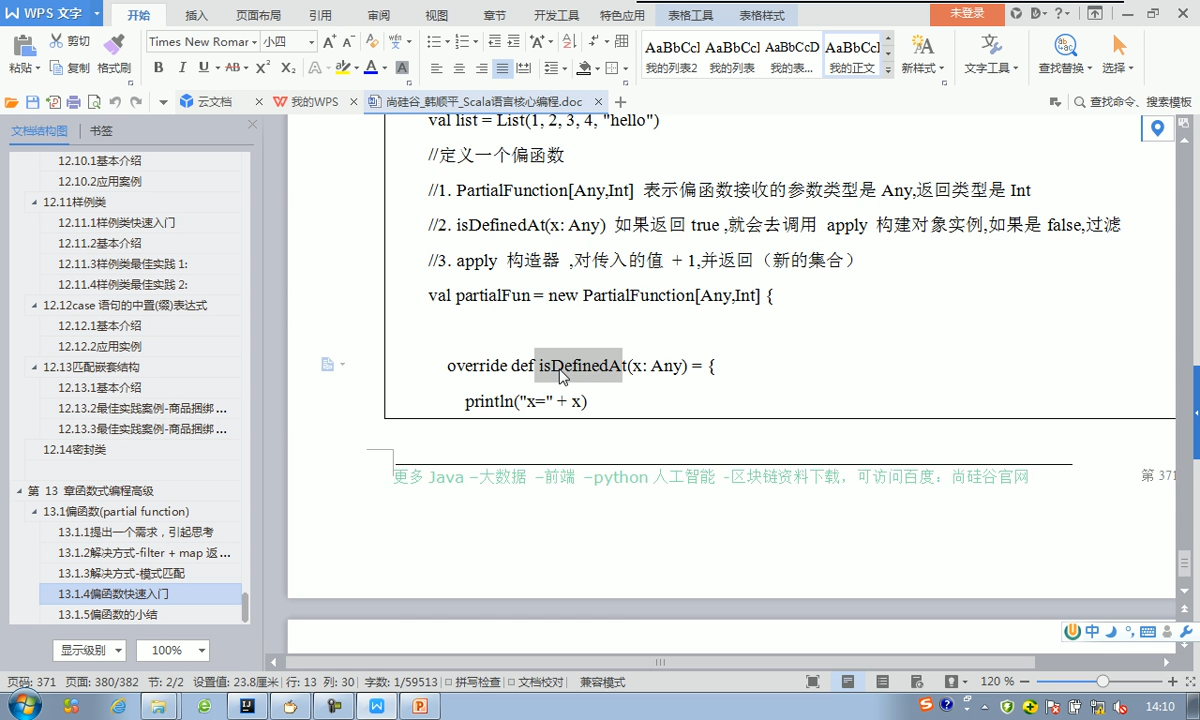 WPS 文字
开始
插入
页面布局
引用
审阅
视图
章节
开发工具
特色应用
表格工具
表格样式
未登录
粘贴
剪切
复制
格式刷
Times New Romar
小四
B I U AB X² X₂
AaBbCcl
我的列表2
AaBbCcl
我的列表
AaBbCcD
我的表...
AaBbCcl
我的正文
新样式
文字工具
查找替换
选择
云文档
我的WPS
尚硅谷_韩顺平_Scala语言核心编程.doc
查找命令、搜索模板
文档结构图
书签
12.10.1基本介绍
12.10.2应用案例
12.11样例类
12.11.1样例类快速入门
12.11.2基本介绍
12.11.3样例类最佳实践1:
12.11.4样例类最佳实践2:
12.12case 语句的中置(缀)表达式
12.12.1基本介绍
12.12.2应用实例
12.13匹配嵌套结构
12.13.1基本介绍
12.13.2最佳实践案例-商品捆绑 ...
12.13.3最佳实践案例-商品捆绑 ...
12.14密封类
第 13 章函数式编程高级
13.1偏函数(partial function)
13.1.1提出一个需求，引起思考
13.1.2解决方式-filter + map 返 ...
13.1.3解决方式-模式匹配
13.1.4偏函数快速入门
13.1.5偏函数的小结
显示级别
100%
val list = List(1, 2, 3, 4, "hello")
//定义一个偏函数
//1. PartialFunction[Any,Int] 表示偏函数接收的参数类型是 Any,返回类型是 Int
//2. isDefinedAt(x: Any) 如果返回 true ,就会去调用 apply 构建对象实例,如果是 false,过滤
//3. apply 构造器 ,对传入的值 + 1,并返回（新的集合）
val partialFun = new PartialFunction[Any,Int] {
override def isDefinedAt(x: Any) = {
println("x=" + x)
更多 Java –大数据 –前端 –python 人工智能 -区块链资料下载，可访问百度：尚硅谷官网
第 371
中
页码: 371 页面: 380/382 节: 2/2 设置值: 23.8厘米 行: 13 列: 30 字数: 1/59513 拼写检查 文档校对 兼容模式
120 %
14:10